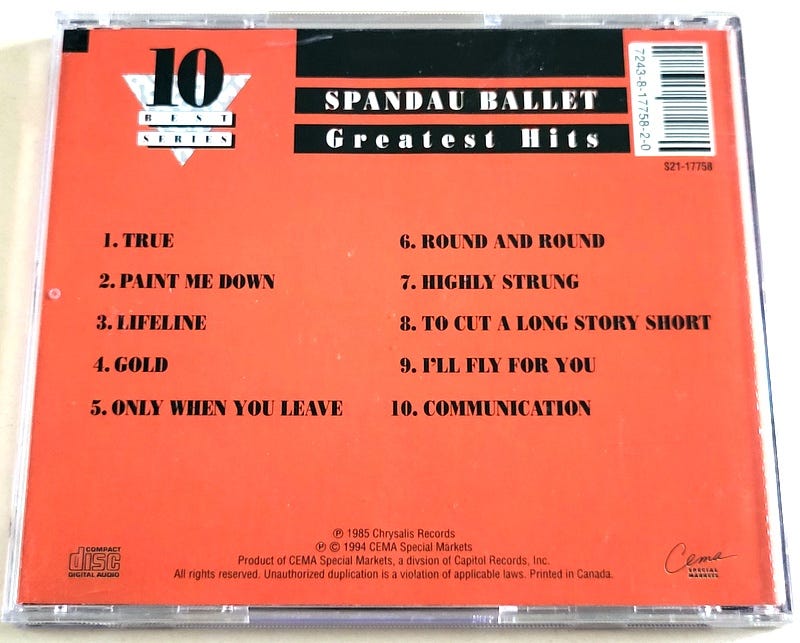 10
BEST
SERIES
SPANDAU BALLET
Greatest Hits
7243-8-17758-2-0
S21-17758
1. TRUE
2. PAINT ME DOWN
3. LIFELINE
4. GOLD
5. ONLY WHEN YOU LEAVE
6. ROUND AND ROUND
7. HIGHLY STRUNG
8. TO CUT A LONG STORY SHORT
9. I'LL FLY FOR YOU
10. COMMUNICATION
℗ 1985 Chrysalis Records
℗ © 1994 CEMA Special Markets
Product of CEMA Special Markets, a division of Capitol Records, Inc.
All rights reserved. Unauthorized duplication is a violation of applicable laws. Printed in Canada.
COMPACT
disc
DIGITAL AUDIO
Cema
SPECIAL
MARKETS